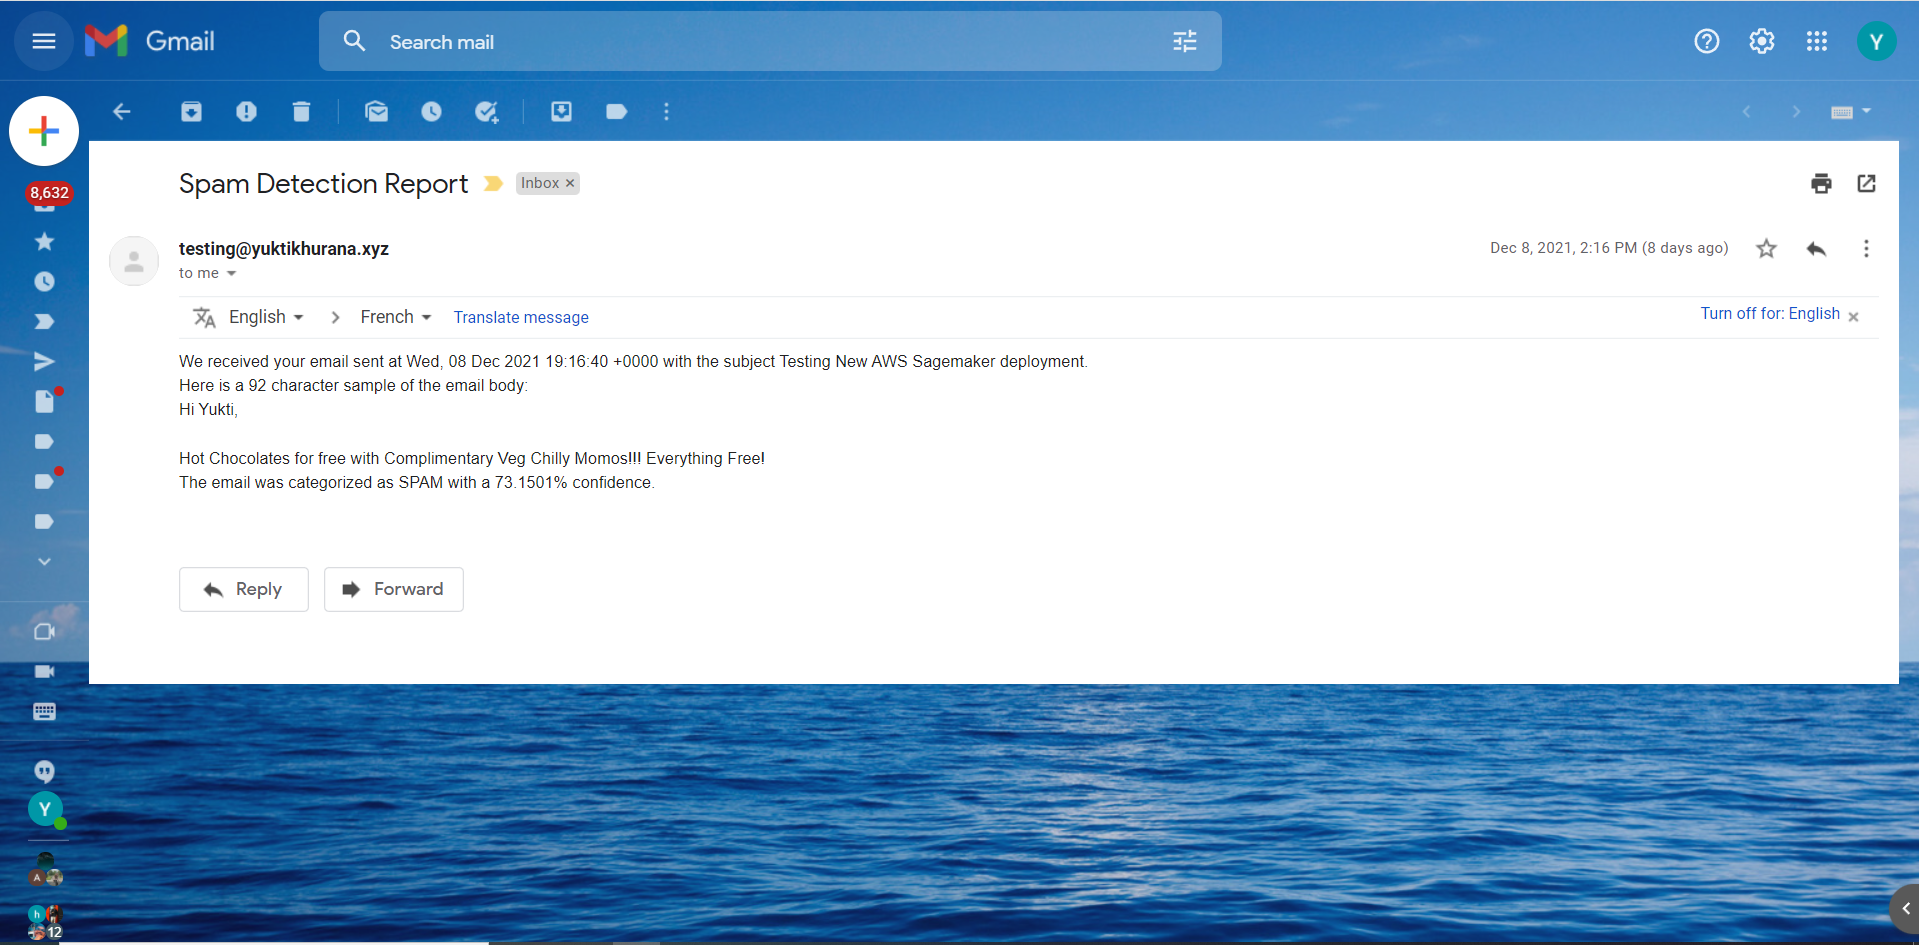 Gmail
Search mail
Y
8,632
Spam Detection Report
Inbox ×
testing@yuktikhurana.xyz
Dec 8, 2021, 2:16 PM (8 days ago)
to me
English
French
Translate message
Turn off for: English ×
We received your email sent at Wed, 08 Dec 2021 19:16:40 +0000 with the subject Testing New AWS Sagemaker deployment.
Here is a 92 character sample of the email body:
Hi Yukti,
Hot Chocolates for free with Complimentary Veg Chilly Momos!!! Everything Free!
The email was categorized as SPAM with a 73.1501% confidence.
Reply
Forward
Y
A
h
12